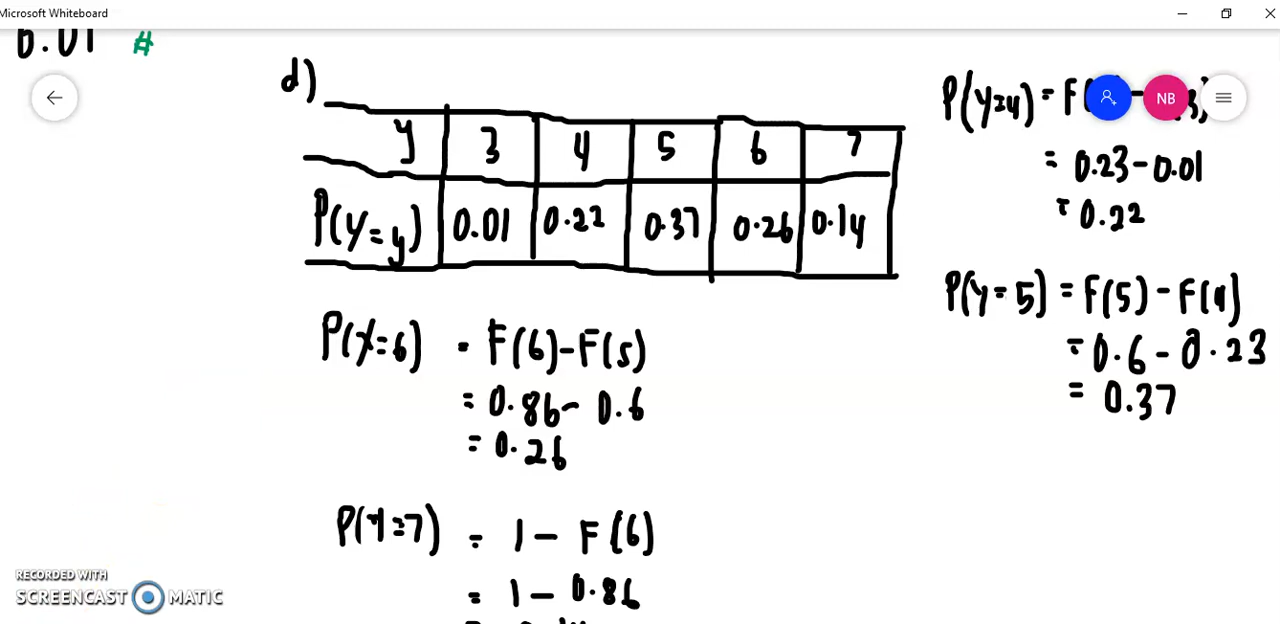 Microsoft Whiteboard
0.01 #
d)
y 3 4 5 6 7
P(Y=y) 0.01 0.22 0.37 0.26 0.14
P(Y=4) = F(
= 0.23 - 0.01
= 0.22
NB
P(Y=5) = F(5) - F(4)
= 0.6 - 0.23
= 0.37
P(Y=6) = F(6) - F(5)
= 0.86 - 0.6
= 0.26
P(Y=7) = 1 - F(6)
= 1 - 0.86
RECORDED WITH
SCREENCAST MATIC